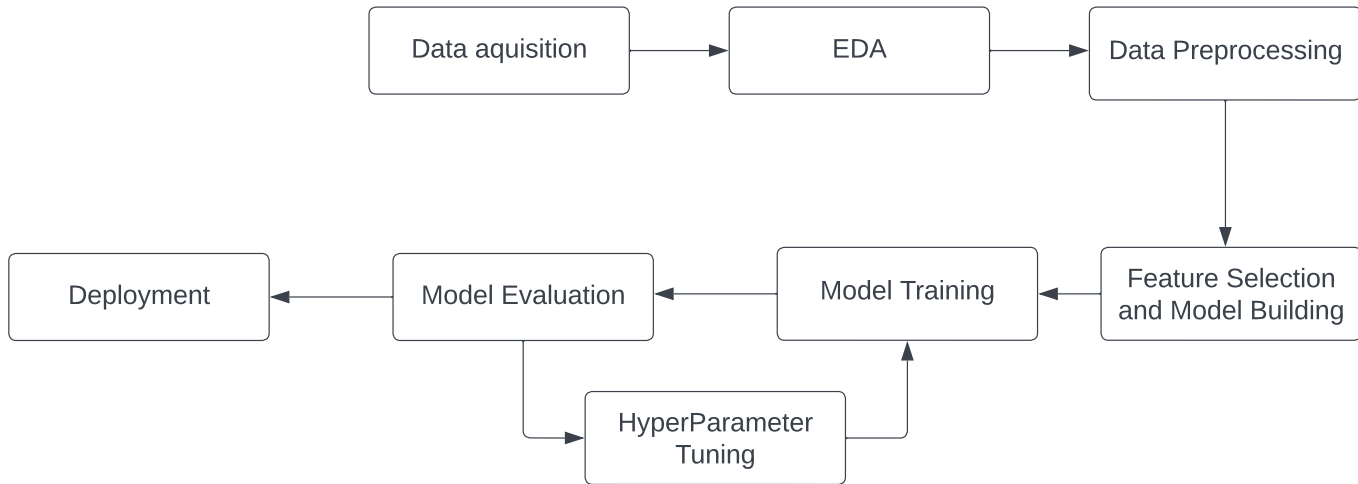 Data aquisition
EDA
Data Preprocessing
Feature Selection
and Model Building
Model Training
Model Evaluation
Deployment
HyperParameter
Tuning